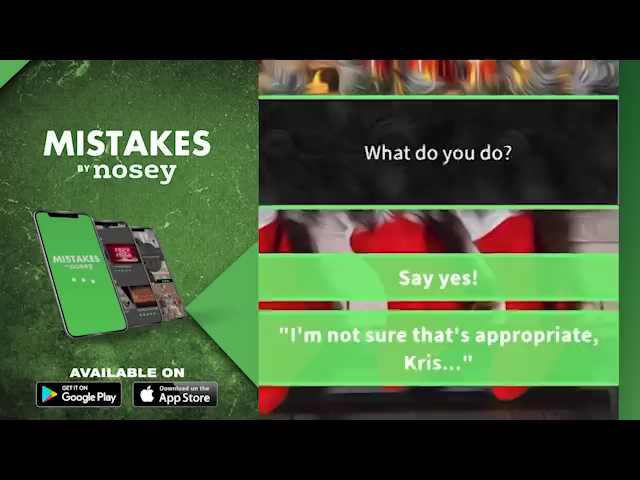 MISTAKES
BY nosey
MISTAKES
by nosey
AVAILABLE ON
GET IT ON
Google Play
Download on the
App Store
What do you do?
Say yes!
"I'm not sure that's appropriate,
Kris..."